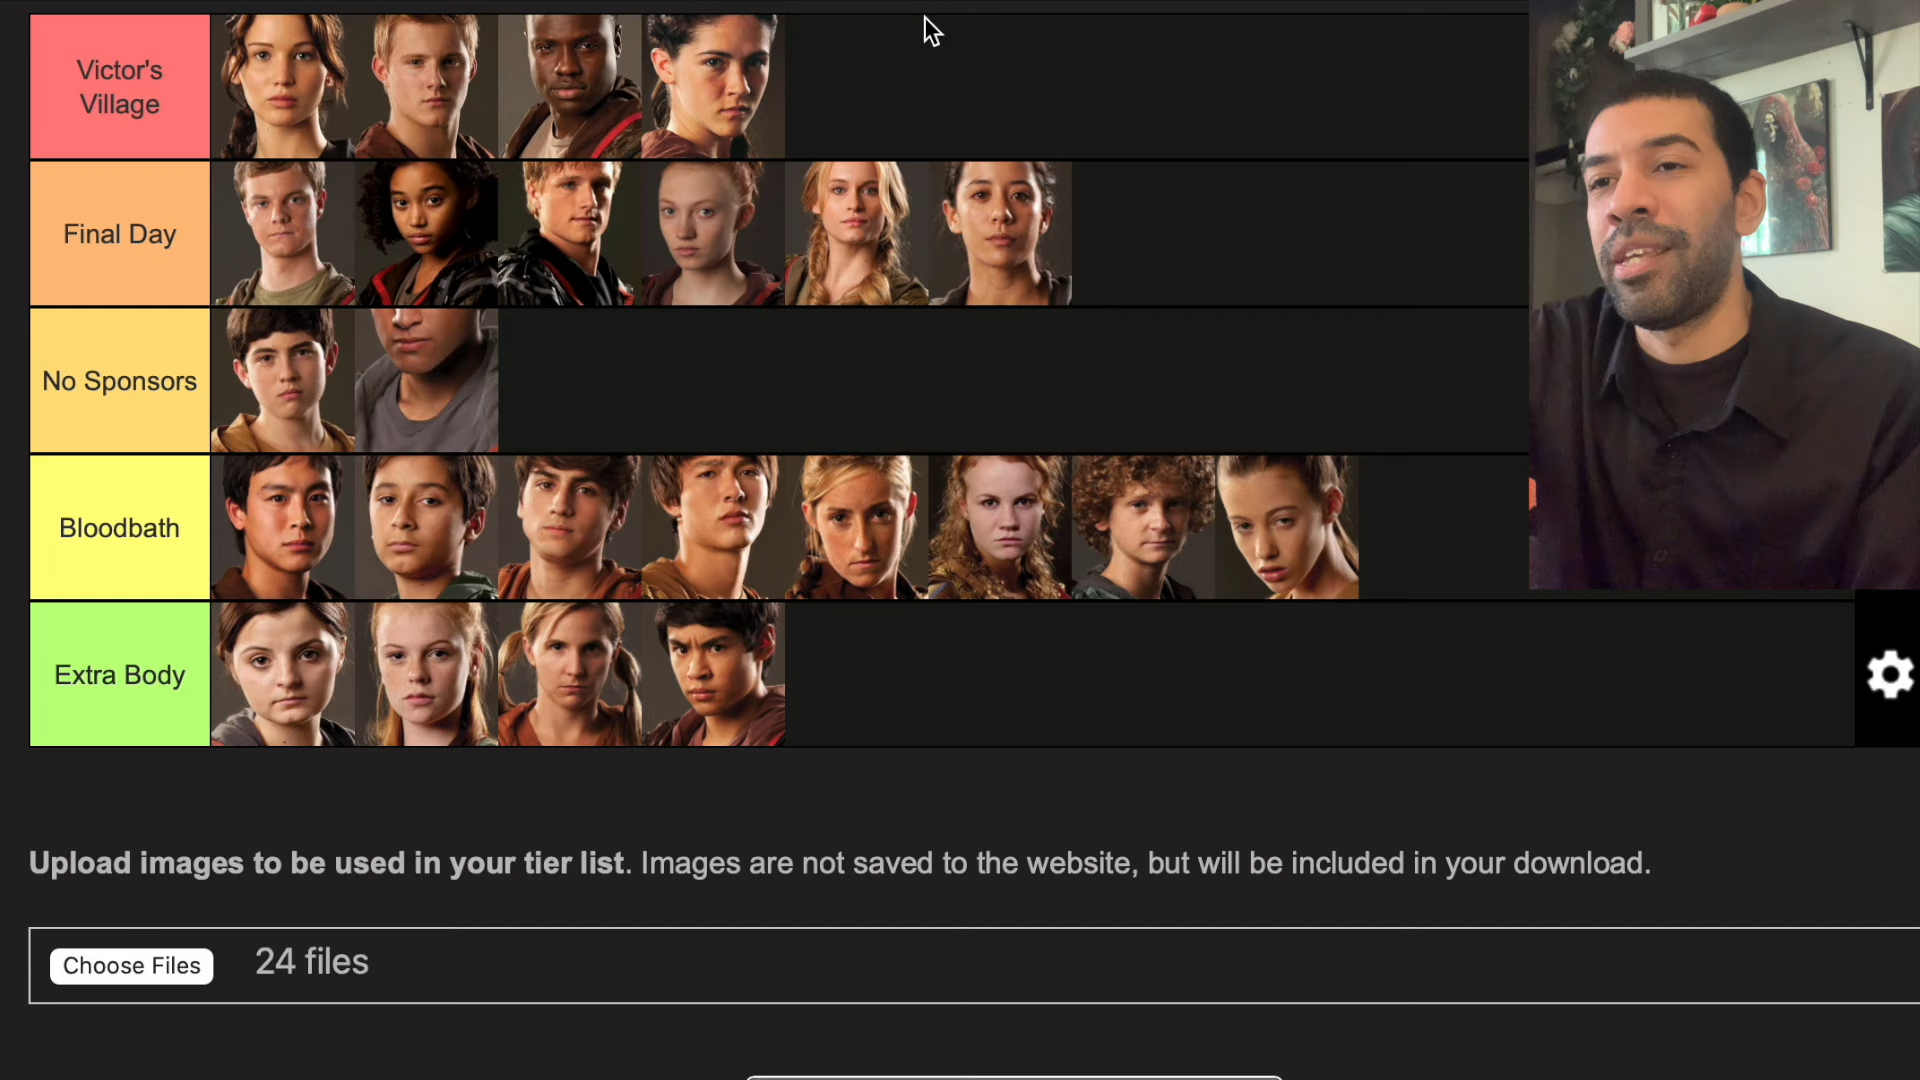 Victor's
Village
Final Day
No Sponsors
Bloodbath
Extra Body
Upload images to be used in your tier list. Images are not saved to the website, but will be included in your download.
Choose Files 24 files